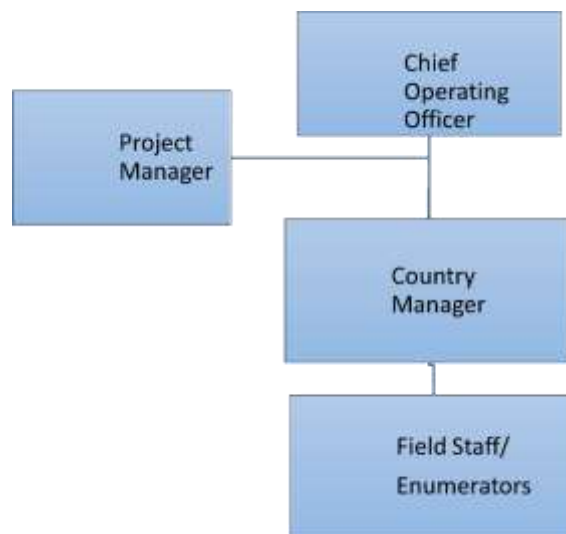 Chief
Operating
Officer
Project
Manager
Country
Manager
Field Staff/
Enumerators